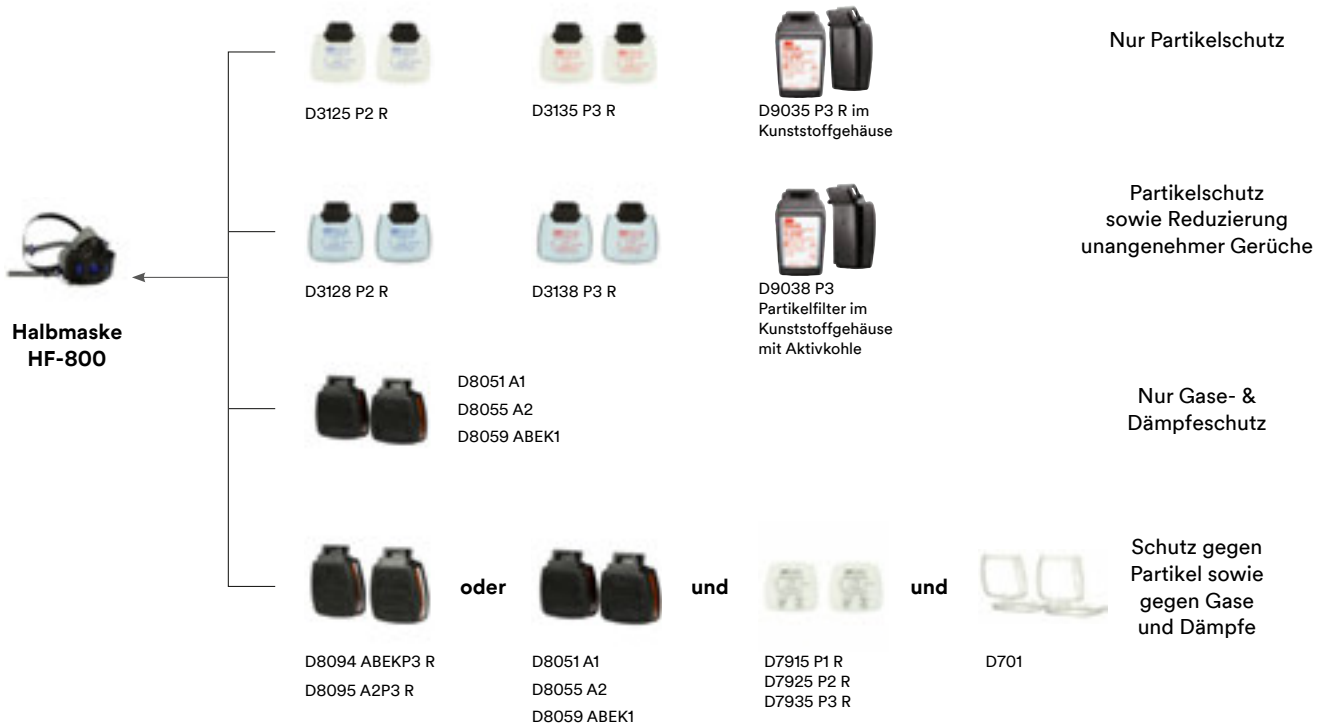 Nur Partikelschutz
D3125 P2 R
D3135 P3 R
D9035 P3 R im
Kunststoffgehäuse
Partikelschutz
sowie Reduzierung
unangenehmer Gerüche
D3128 P2 R
D3138 P3 R
D9038 P3
Partikelfilter im
Kunststoffgehäuse
mit Aktivkohle
Halbmaske
HF-800
D8051 A1
D8055 A2
D8059 ABEK1
Nur Gase- &
Dämpfeschutz
oder
und
und
Schutz gegen
Partikel sowie
gegen Gase
und Dämpfe
D8094 ABEKP3 R
D8095 A2P3 R
D8051 A1
D8055 A2
D8059 ABEK1
D7915 P1 R
D7925 P2 R
D7935 P3 R
D701